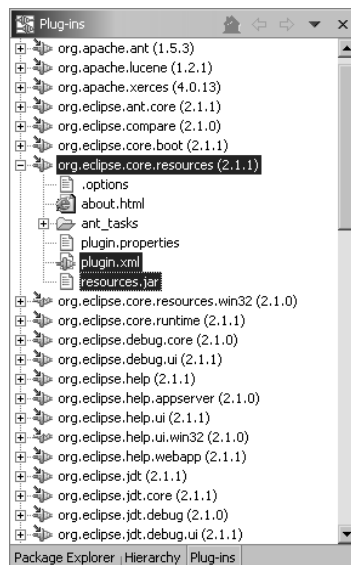 Plug-ins
org.apache.ant (1.5.3)
org.apache.lucene (1.2.1)
org.apache.xerces (4.0.13)
org.eclipse.ant.core (2.1.1)
org.eclipse.compare (2.1.0)
org.eclipse.core.boot (2.1.1)
org.eclipse.core.resources (2.1.1)
.options
about.html
ant_tasks
plugin.properties
plugin.xml
resources.jar
org.eclipse.core.resources.win32 (2.1.0)
org.eclipse.core.runtime (2.1.1)
org.eclipse.debug.core (2.1.0)
org.eclipse.debug.ui (2.1.1)
org.eclipse.help (2.1.1)
org.eclipse.help.appserver (2.1.0)
org.eclipse.help.ui (2.1.1)
org.eclipse.help.ui.win32 (2.1.0)
org.eclipse.help.webapp (2.1.1)
org.eclipse.jdt (2.1.1)
org.eclipse.jdt.core (2.1.1)
org.eclipse.jdt.debug (2.1.0)
org.eclipse.jdt.debug.ui (2.1.1)
Package Explorer Hierarchy Plug-ins